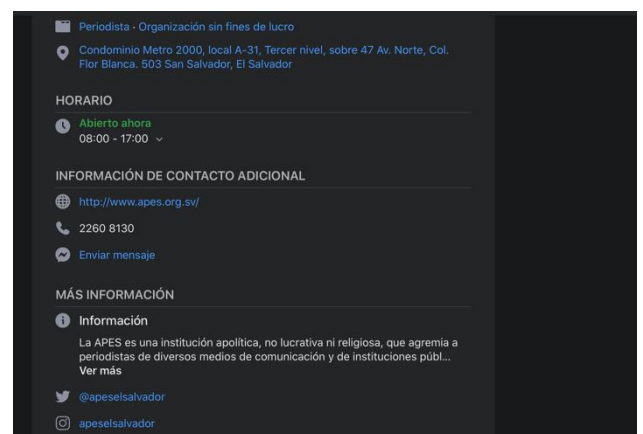 Periodista · Organización sin fines de lucro
Condominio Metro 2000, local A-31, Tercer nivel, sobre 47 Av. Norte, Col.
Flor Blanca. 503 San Salvador, El Salvador
HORARIO
Abierto ahora
08:00 - 17:00
INFORMACIÓN DE CONTACTO ADICIONAL
http://www.apes.org.sv/
2260 8130
Enviar mensaje
MÁS INFORMACIÓN
Información
La APES es una institución apolítica, no lucrativa ni religiosa, que agremia a
periodistas de diversos medios de comunicación y de instituciones públ...
Ver más
@apeselsalvador
apeselsalvador